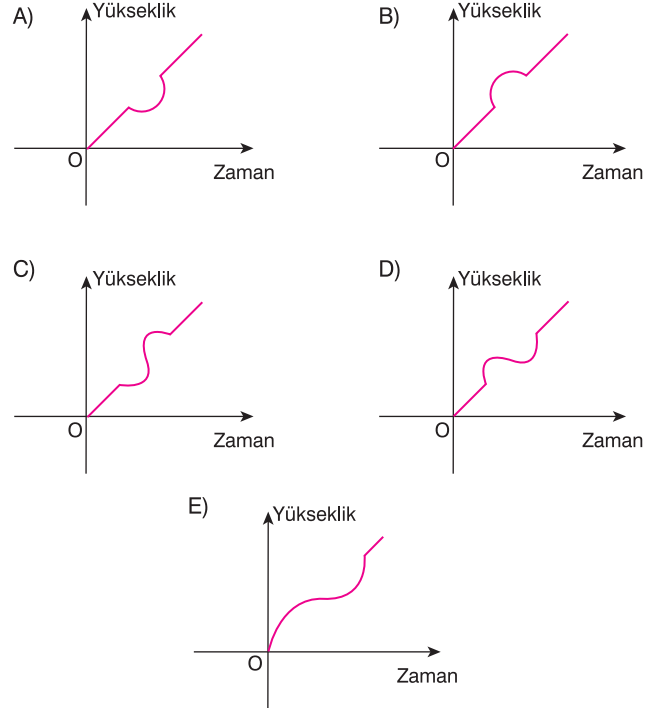 A)
Yükseklik
O
Zaman
B)
Yükseklik
O
Zaman
C)
Yükseklik
O
Zaman
D)
Yükseklik
O
Zaman
E)
Yükseklik
O
Zaman